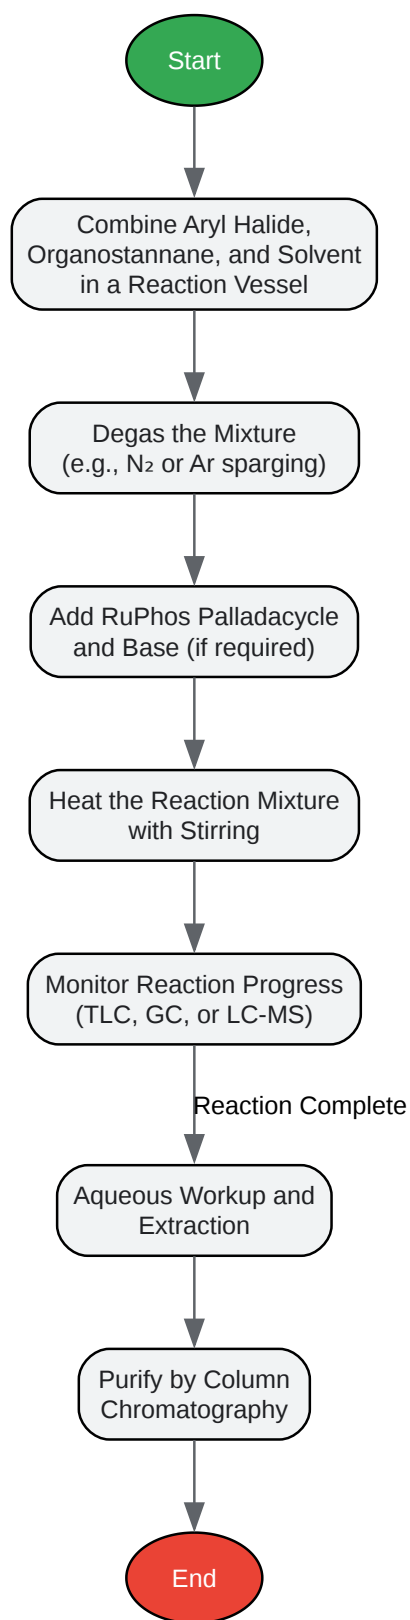 Start
Combine Aryl Halide,
Organostannane, and Solvent
in a Reaction Vessel
Degas the Mixture
(e.g., N₂ or Ar sparging)
Add RuPhos Palladacycle
and Base (if required)
Heat the Reaction Mixture
with Stirring
Monitor Reaction Progress
(TLC, GC, or LC-MS)
Reaction Complete
Aqueous Workup and
Extraction
Purify by Column
Chromatography
End